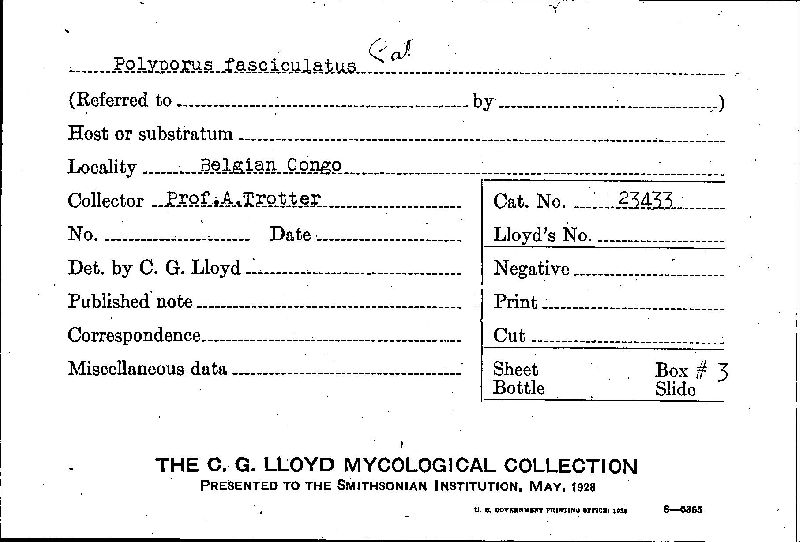 Polyporus fasciculatus Cal
(Referred to by )
Host or substratum
Locality Belgian Congo
Collector Prof.A.Trotter
Cat. No. 23433
No. Date
Lloyd's No.
Det. by C. G. Lloyd
Negative
Published note
Print
Correspondence
Cut
Miscellaneous data
Sheet Box # 3
Bottle Slide
THE C. G. LLOYD MYCOLOGICAL COLLECTION
PRESENTED TO THE SMITHSONIAN INSTITUTION, MAY, 1928
U. S. GOVERNMENT PRINTING OFFICE: 1928 6—6365